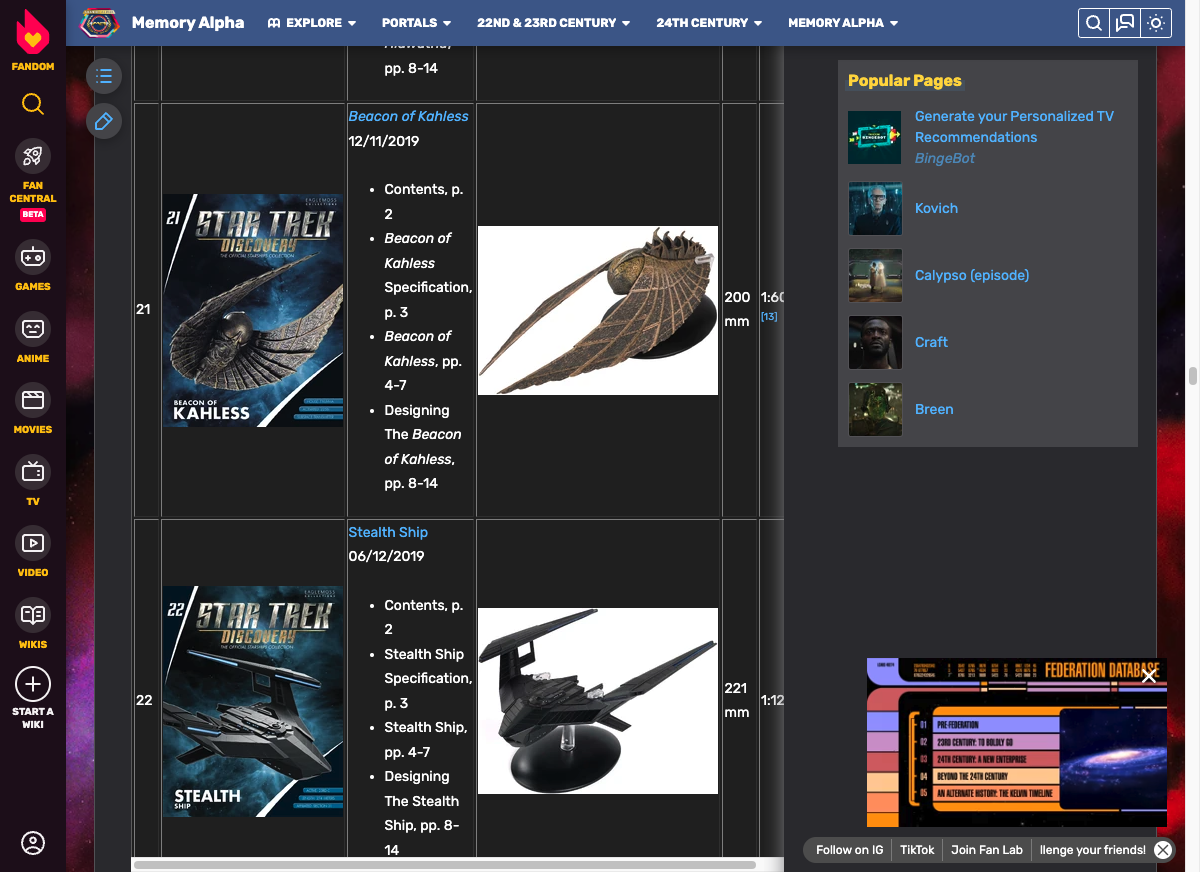 FANDOM
FAN
CENTRAL
BETA
GAMES
ANIME
MOVIES
TV
VIDEO
WIKIS
START A
WIKI
Memory Alpha
EXPLORE
PORTALS
22ND & 23RD CENTURY
24TH CENTURY
MEMORY ALPHA
pp. 8-14
21
21
EAGLEMOSS
COLLECTIONS
STAR TREK
DISCOVERY
THE OFFICIAL STARSHIPS COLLECTION
BEACON OF
KAHLESS
Beacon of Kahless
12/11/2019
• Contents, p.
2
• Beacon of
Kahless
Specification,
p. 3
• Beacon of
Kahless, pp.
4-7
• Designing
The Beacon
of Kahless,
pp. 8-14
200
mm
1:60
[13]
22
22
EAGLEMOSS
COLLECTIONS
STAR TREK
DISCOVERY
THE OFFICIAL STARSHIPS COLLECTION
STEALTH
SHIP
Stealth Ship
06/12/2019
• Contents, p.
2
• Stealth Ship
Specification,
p. 3
• Stealth Ship,
pp. 4-7
• Designing
The Stealth
Ship, pp. 8-
14
221
mm
1:12
Popular Pages
Generate your Personalized TV
Recommendations
BingeBot
Kovich
Calypso (episode)
Craft
Breen
FEDERATION DATABASE
01 PRE-FEDERATION
02 23RD CENTURY: TO BOLDLY GO
03 24TH CENTURY: A NEW ENTERPRISE
04 BEYOND THE 24TH CENTURY
05 AN ALTERNATE HISTORY: THE KELVIN TIMELINE
Follow on IG
TikTok
Join Fan Lab
llenge your friends!